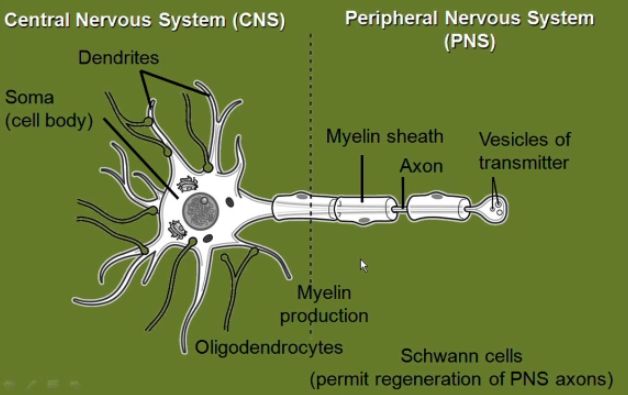 Central Nervous System (CNS)
Peripheral Nervous System
(PNS)
Dendrites
Soma
(cell body)
Myelin sheath
Axon
Vesicles of
transmitter
Myelin
production
Oligodendrocytes
Schwann cells
(permit regeneration of PNS axons)